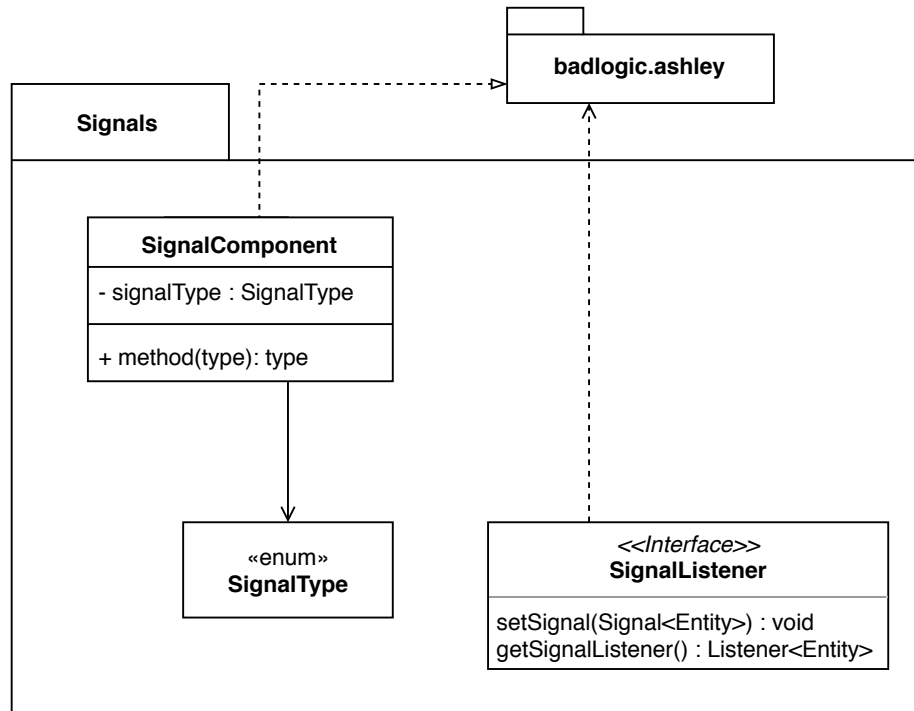 badlogic.ashley
Signals
SignalComponent
- signalType : SignalType
+ method(type): type
«enum»
SignalType
<<Interface>>
SignalListener
setSignal(Signal<Entity>) : void
getSignalListener() : Listener<Entity>